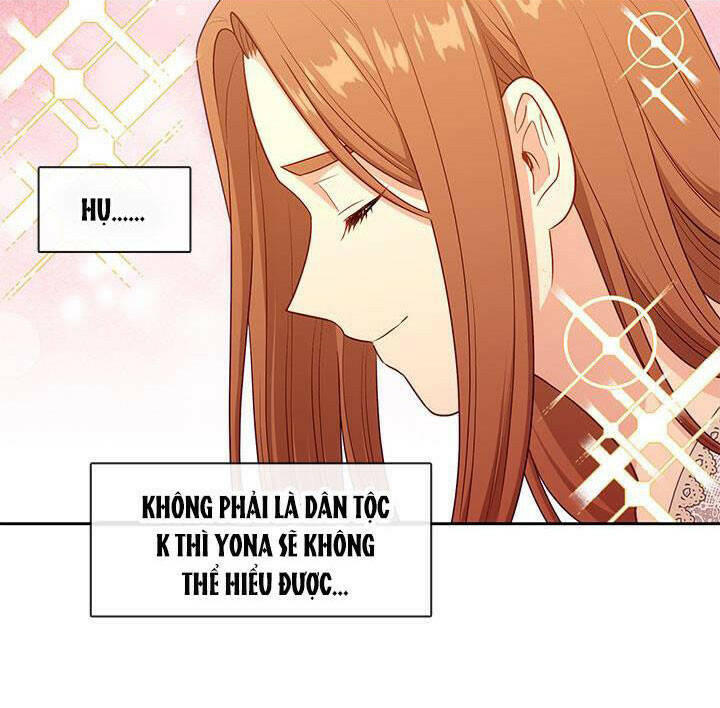 HỤ......
KHÔNG PHẢI LÀ DÂN TỘC
K THÌ YONA SẼ KHÔNG
THỂ HIỂU ĐƯỢC...